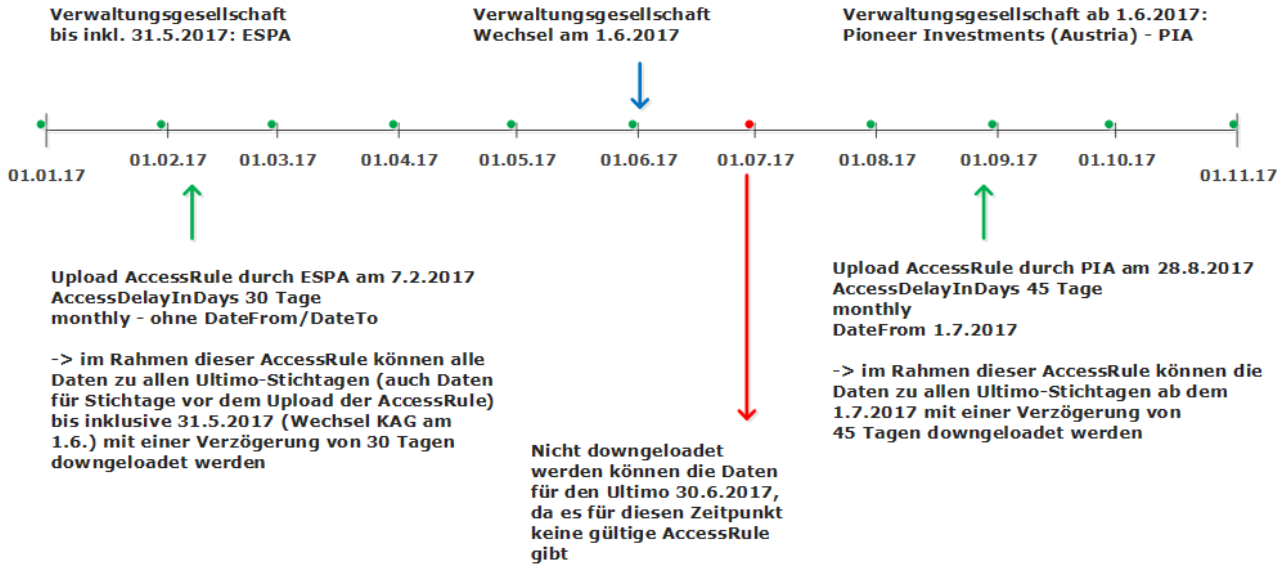 Verwaltungsgesellschaft
bis inkl. 31.5.2017: ESPA
Verwaltungsgesellschaft
Wechsel am 1.6.2017
Verwaltungsgesellschaft ab 1.6.2017:
Pioneer Investments (Austria) - PIA
01.01.17
01.02.17
01.03.17
01.04.17
01.05.17
01.06.17
01.07.17
01.08.17
01.09.17
01.10.17
01.11.17
Upload AccessRule durch ESPA am 7.2.2017
AccessDelayInDays 30 Tage
monthly - ohne DateFrom/DateTo
-> im Rahmen dieser AccessRule können alle
Daten zu allen Ultimo-Stichtagen (auch Daten
für Stichtage vor dem Upload der AccessRule)
bis inklusive 31.5.2017 (Wechsel KAG am
1.6.) mit einer Verzögerung von 30 Tagen
downgeloadet werden
Nicht downgeloadet
werden können die Daten
für den Ultimo 30.6.2017,
da es für diesen Zeitpunkt
keine gültige AccessRule
gibt
Upload AccessRule durch PIA am 28.8.2017
AccessDelayInDays 45 Tage
monthly
DateFrom 1.7.2017
-> im Rahmen dieser AccessRule können die
Daten zu allen Ultimo-Stichtagen ab dem
1.7.2017 mit einer Verzögerung von
45 Tagen downgeloadet werden